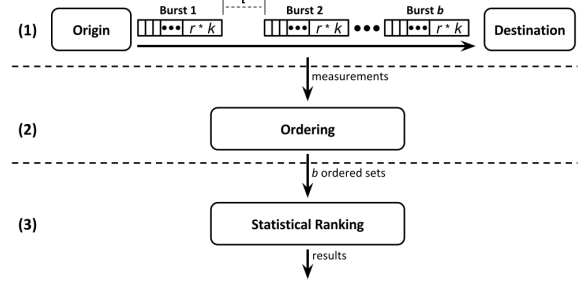 Burst 1 t Burst 2 Burst b
(1) Origin r * k r * k r * k Destination
measurements
(2) Ordering
b ordered sets
(3) Statistical Ranking
results